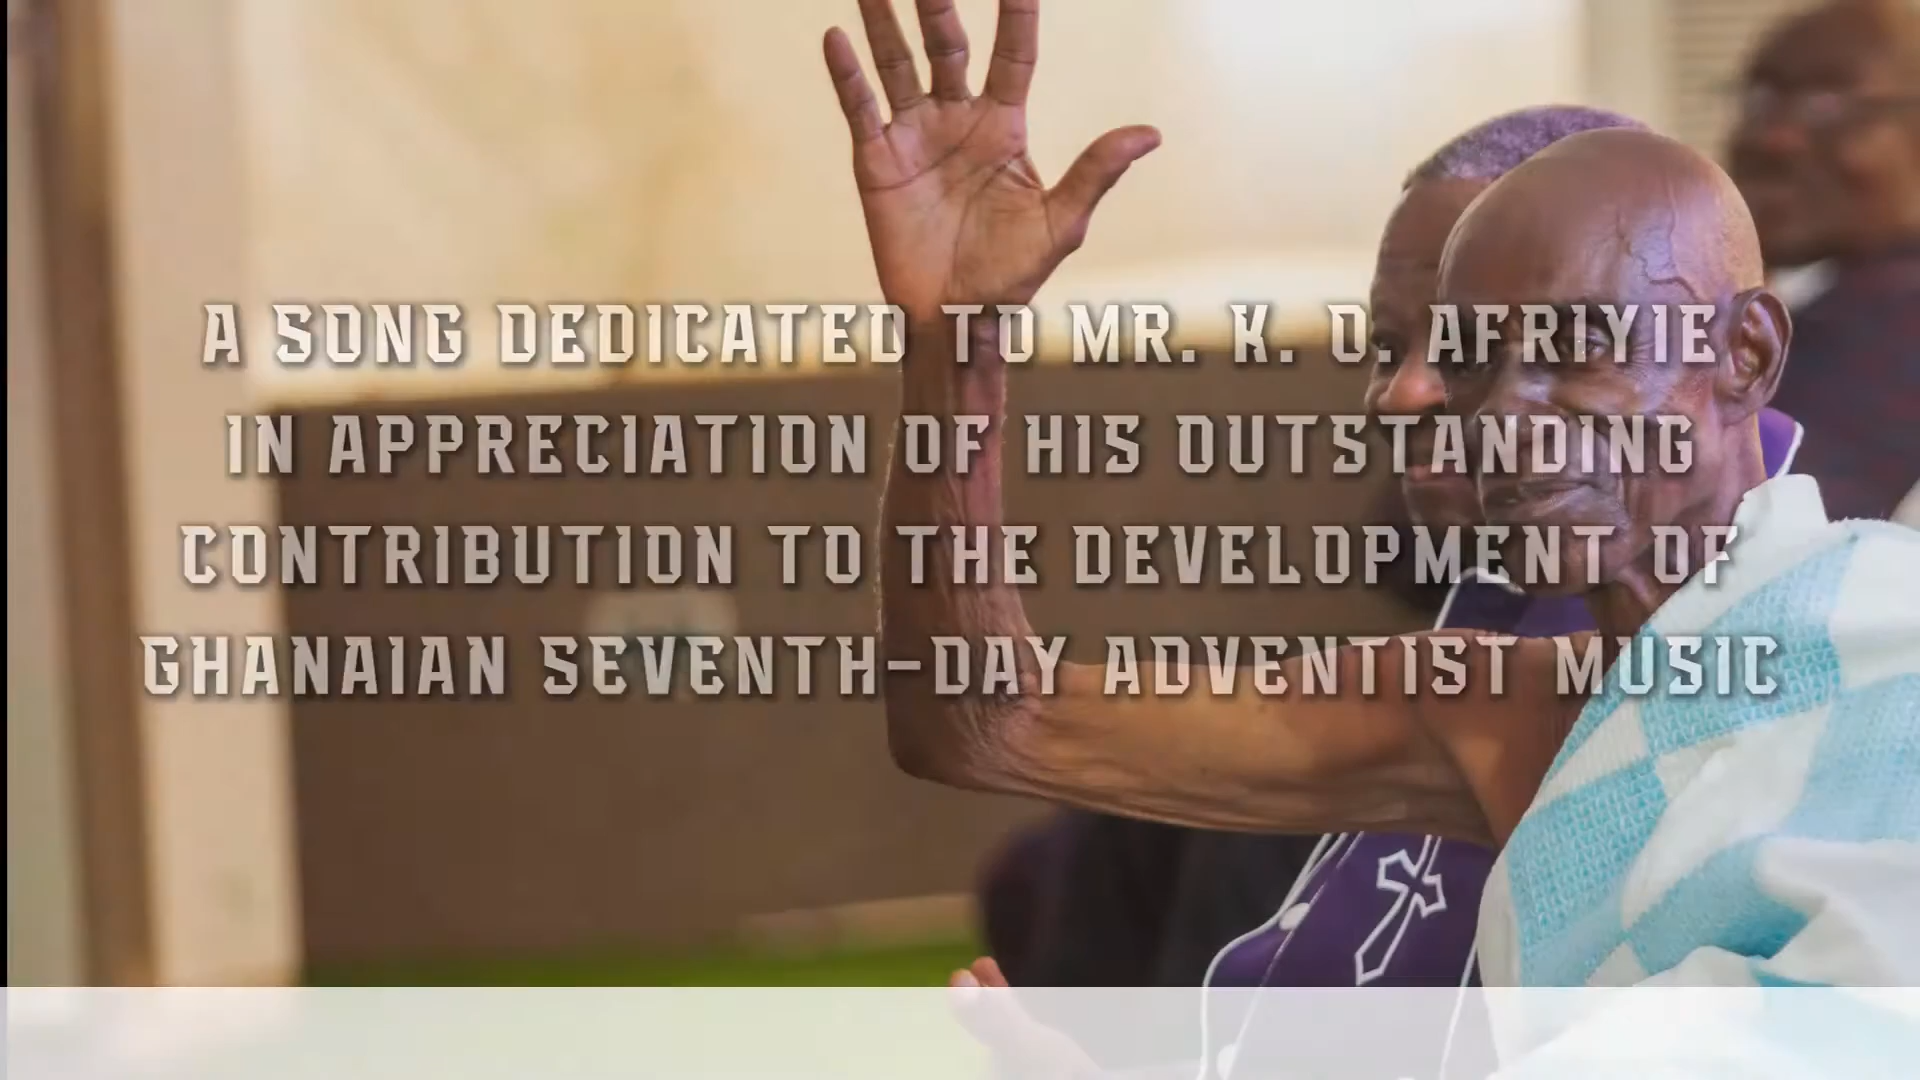 A SONG DEDICATED TO MR. K. O. AFRIYIE
IN APPRECIATION OF HIS OUTSTANDING
CONTRIBUTION TO THE DEVELOPMENT OF
GHANAIAN SEVENTH-DAY ADVENTIST MUSIC